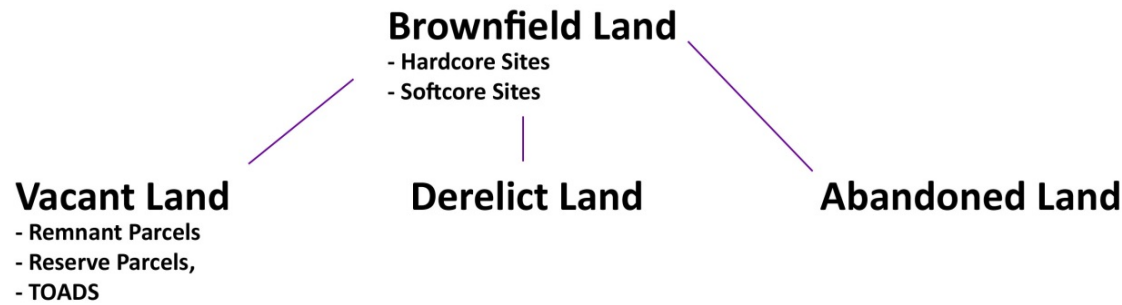 Brownfield Land
- Hardcore Sites
- Softcore Sites
Vacant Land
- Remnant Parcels
- Reserve Parcels,
- TOADS
Derelict Land
Abandoned Land